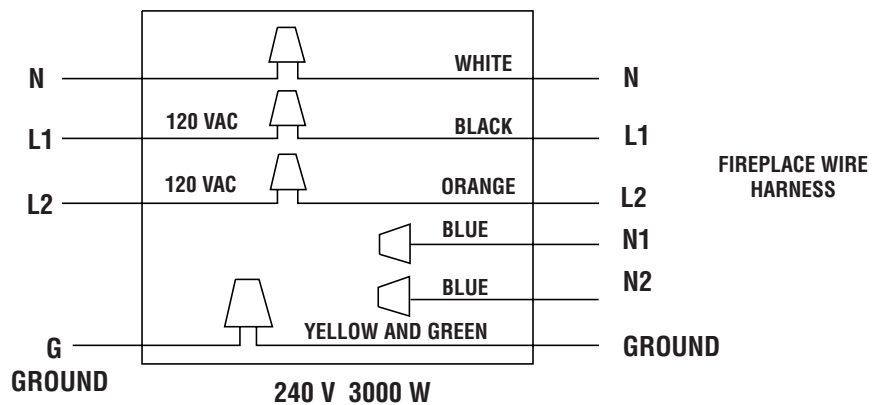 N
WHITE
N
L1
120 VAC
BLACK
L1
L2
120 VAC
ORANGE
L2
FIREPLACE WIRE
HARNESS
BLUE
N1
BLUE
N2
G
GROUND
YELLOW AND GREEN
GROUND
240 V 3000 W